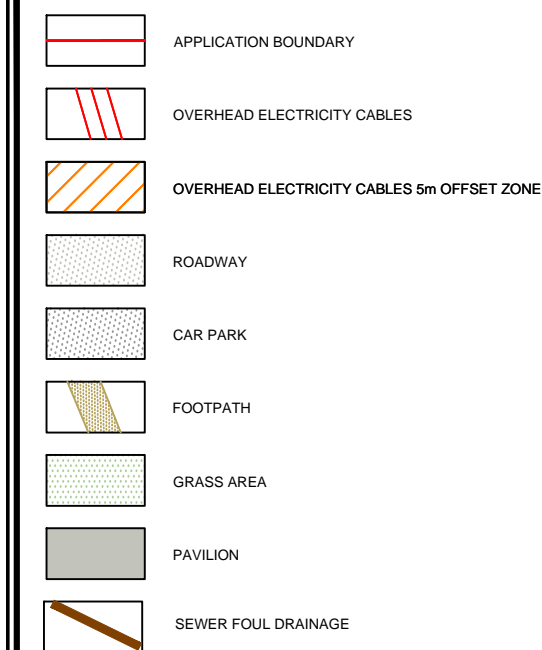 APPLICATION BOUNDARY
OVERHEAD ELECTRICITY CABLES
OVERHEAD ELECTRICITY CABLES 5m OFFSET ZONE
ROADWAY
CAR PARK
FOOTPATH
GRASS AREA
PAVILION
SEWER FOUL DRAINAGE